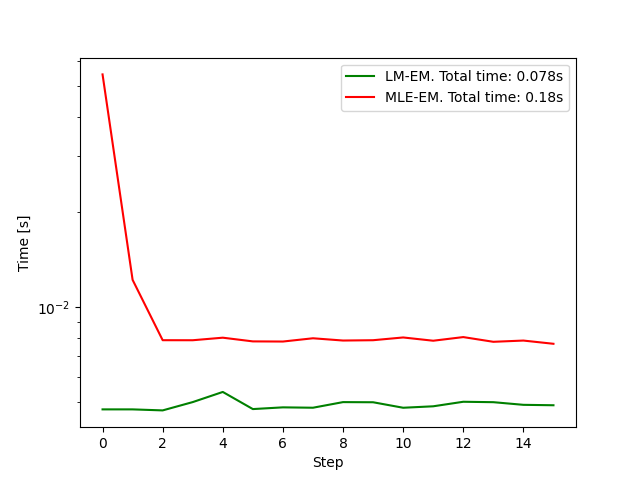 LM-EM. Total time: 0.078s
MLE-EM. Total time: 0.18s
Time [s]
10⁻²
0 2 4 6 8 10 12 14
Step